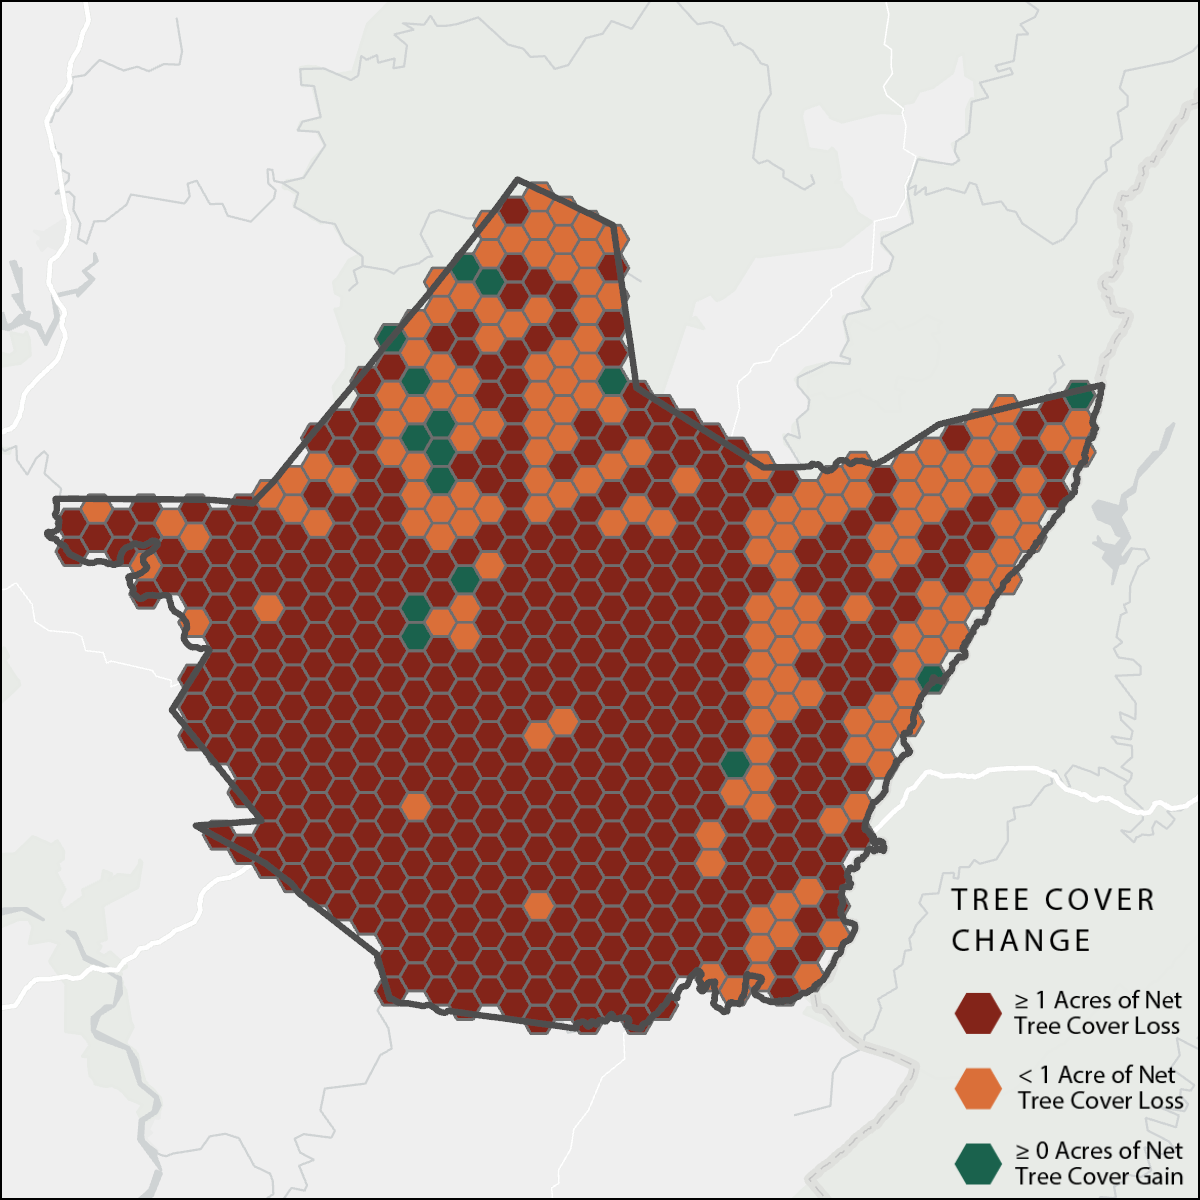 TREE COVER
CHANGE
≥ 1 Acres of Net
Tree Cover Loss
< 1 Acre of Net
Tree Cover Loss
≥ 0 Acres of Net
Tree Cover Gain